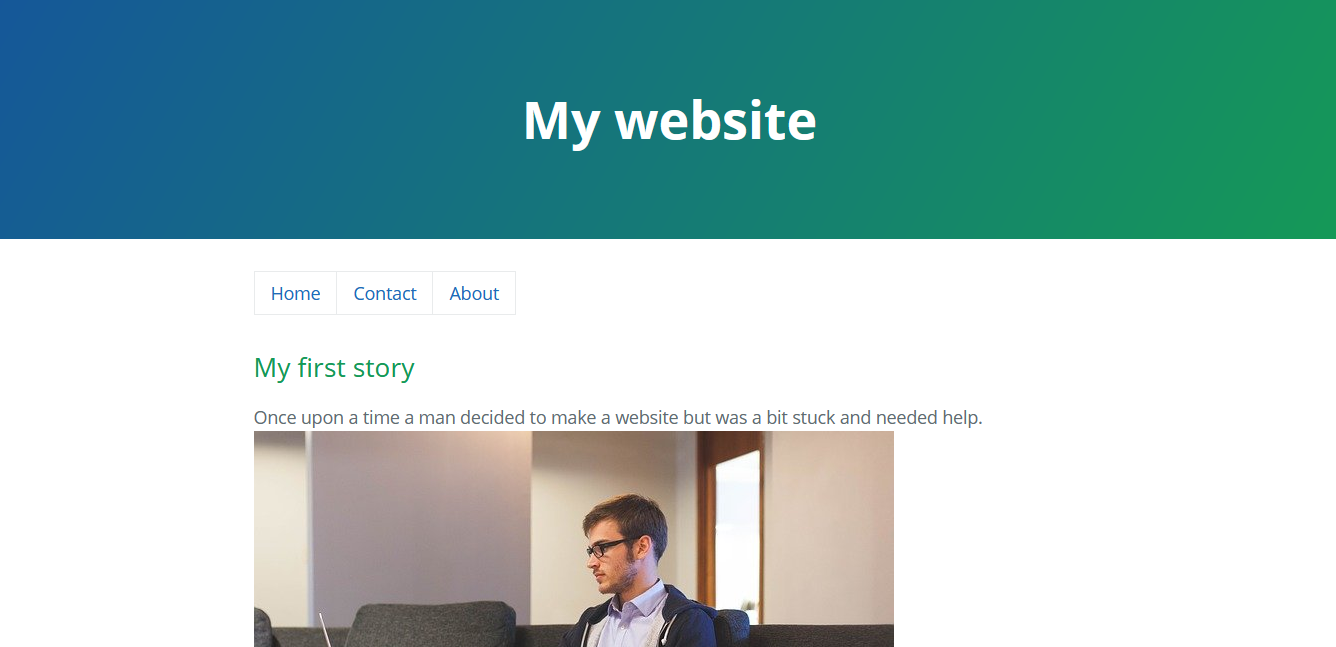 My website
Home Contact About
My first story
Once upon a time a man decided to make a website but was a bit stuck and needed help.